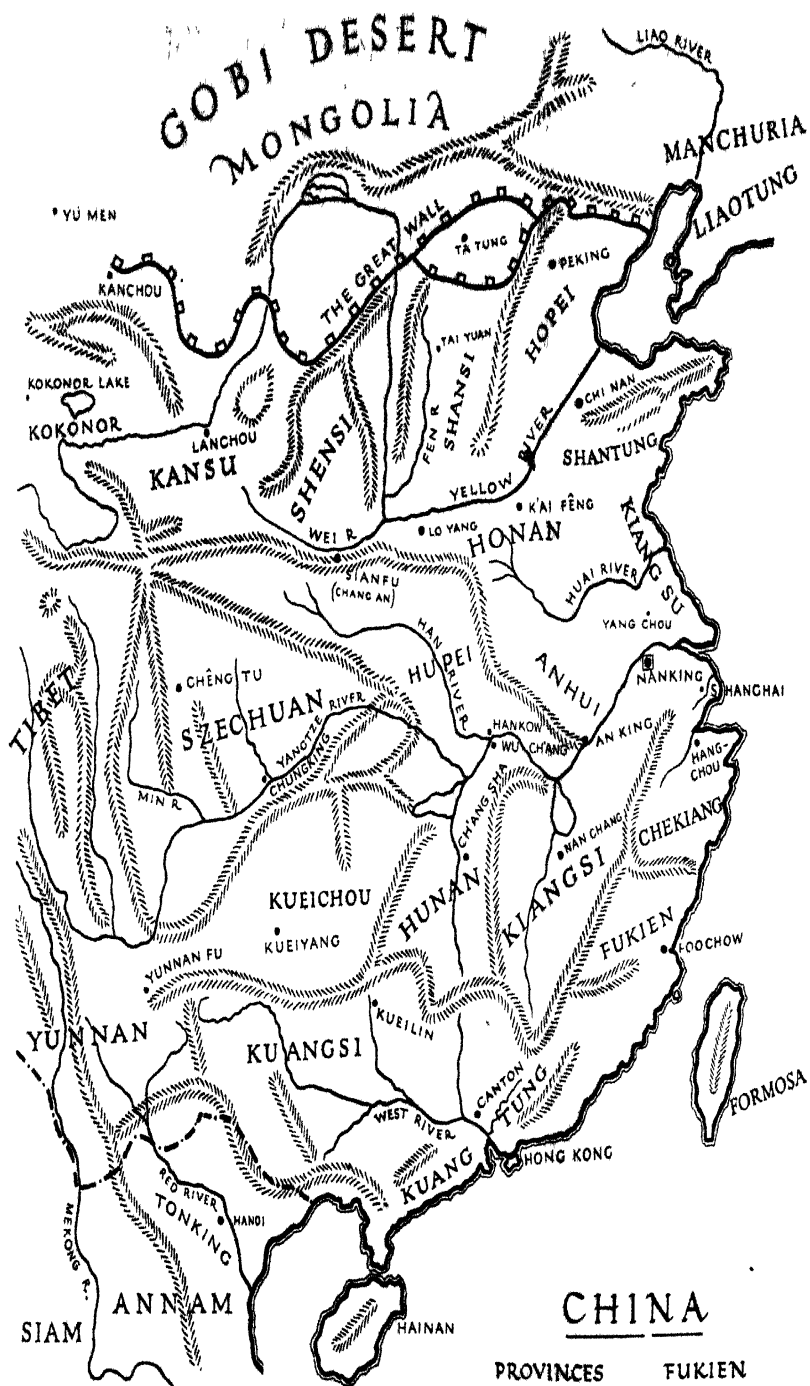 GOBI DESERT
MONGOLIA
LIAO RIVER
MANCHURIA
LIAOTUNG
YÜ MEN
KANCHOU
THE GREAT WALL
TA TUNG
PEKING
HOPEI
TAI YUAN
SHANSI
FEN R
KOKONOR LAKE
KOKONOR
LANCHOU
KANSU
SHENSI
CHI NAN
SHANTUNG
YELLOW RIVER
K'AI FÊNG
LO YANG
HONAN
WEI R
SIANFU
(CHANG AN)
KIANG SU
HUAI RIVER
YANG CHOU
HAN RIVER
HUPEI
ANHUI
NANKING
SHANGHAI
TIBET
CHÊNG TU
SZECHUAN
YANGTZE RIVER
CHUNGKING
MIN R
HANKOW
WU CH'ANG
AN KING
HANG-
CHOU
CHEKIANG
CH'ANG SHA
NAN CHANG
HUNAN
KIANGSI
KUEICHOU
KUEIYANG
FUKIEN
FOOCHOW
YUNNAN FU
YUNNAN
KUANGSI
KUEILIN
FORMOSA
CANTON
KUANG TUNG
WEST RIVER
HONG KONG
RED RIVER
TONKING
HANOI
MEKONG R.
ANNAM
SIAM
HAINAN
CHINA
PROVINCES FUKIEN